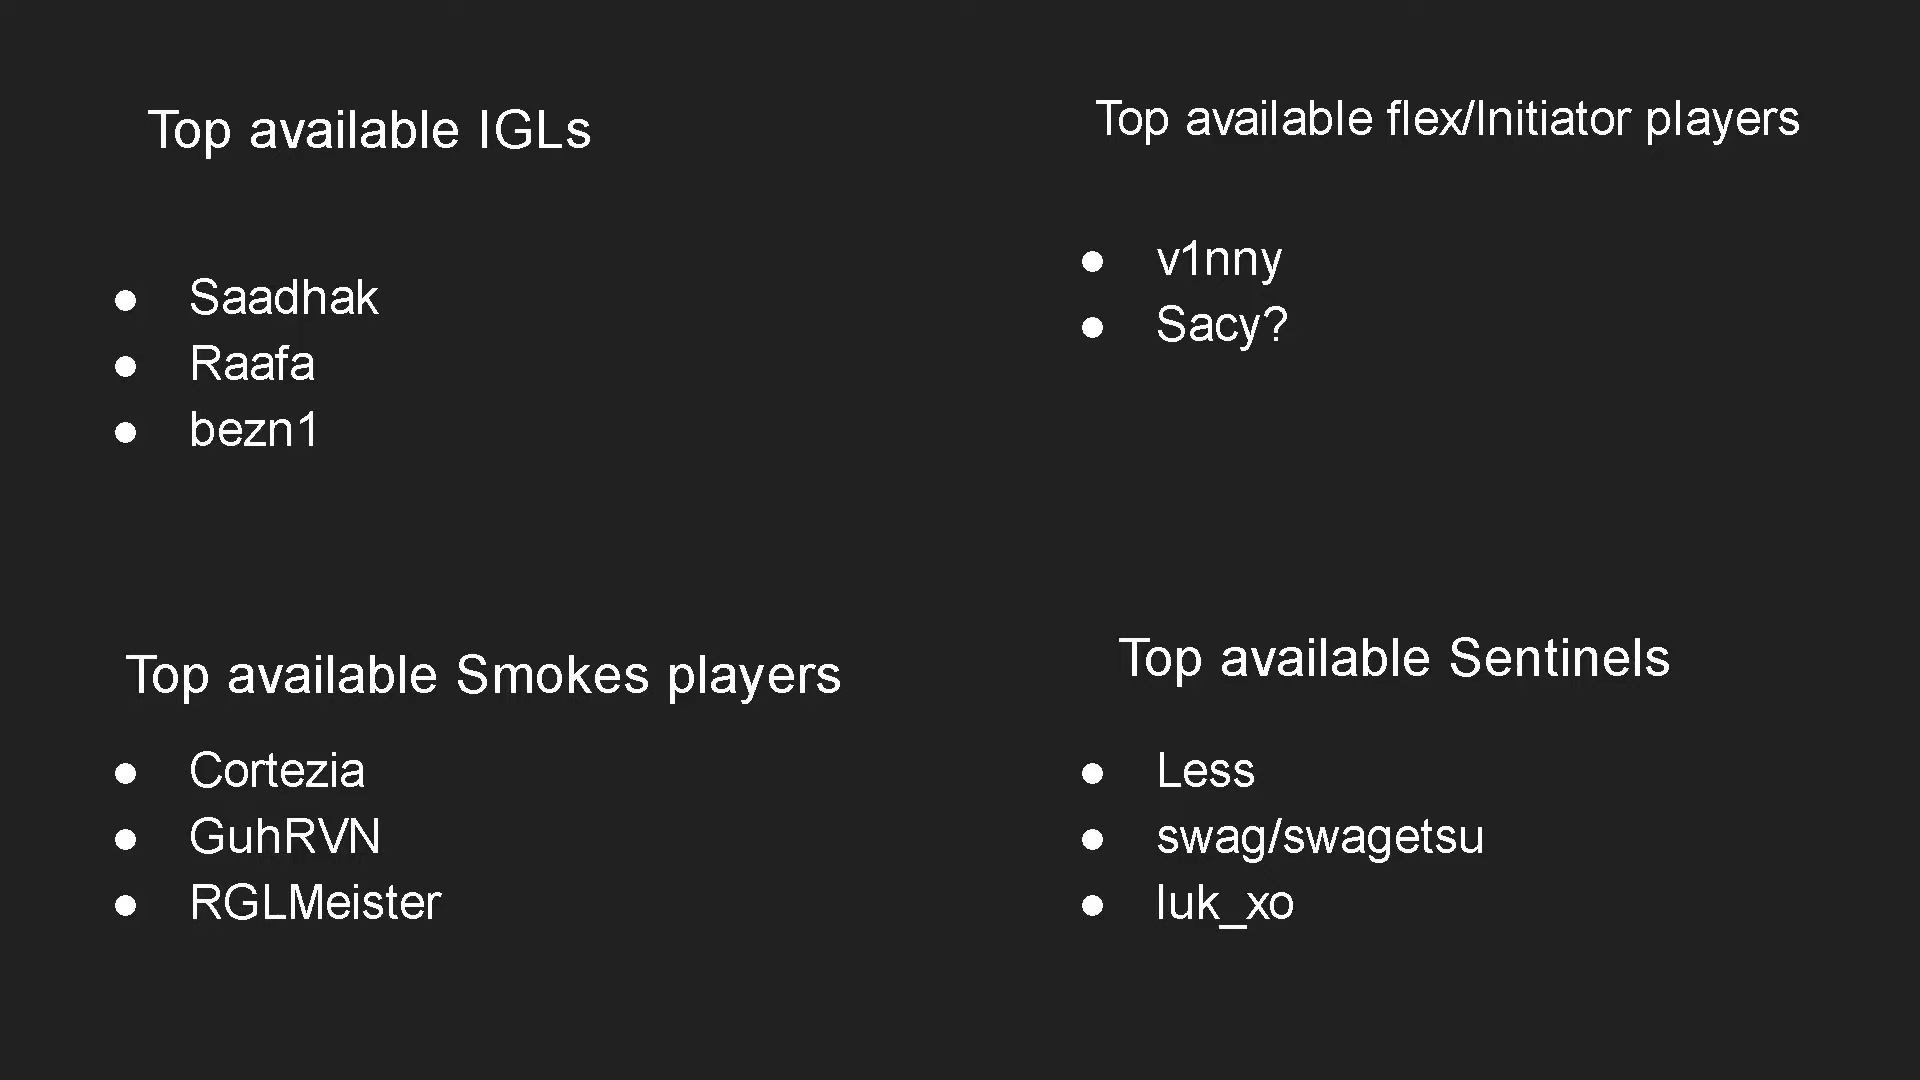 Top available IGLs
● Saadhak
● Raafa
● bezn1
Top available flex/Initiator players
● v1nny
● Sacy?
Top available Smokes players
● Cortezia
● GuhRVN
● RGLMeister
Top available Sentinels
● Less
● swag/swagetsu
● luk_xo